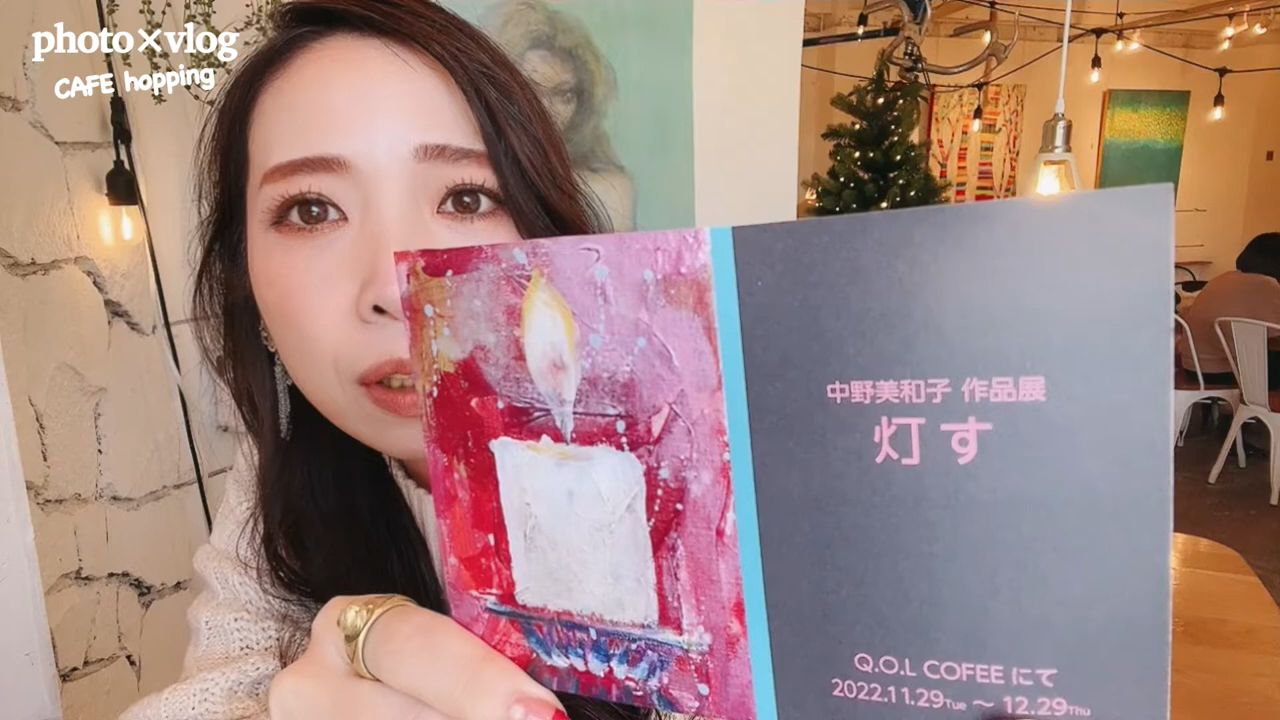 photo×vlog
CAFE hopping
中野美和子 作品展
灯す
Q.O.L COFEE にて
2022.11.29Tue 〜 12.29Thu